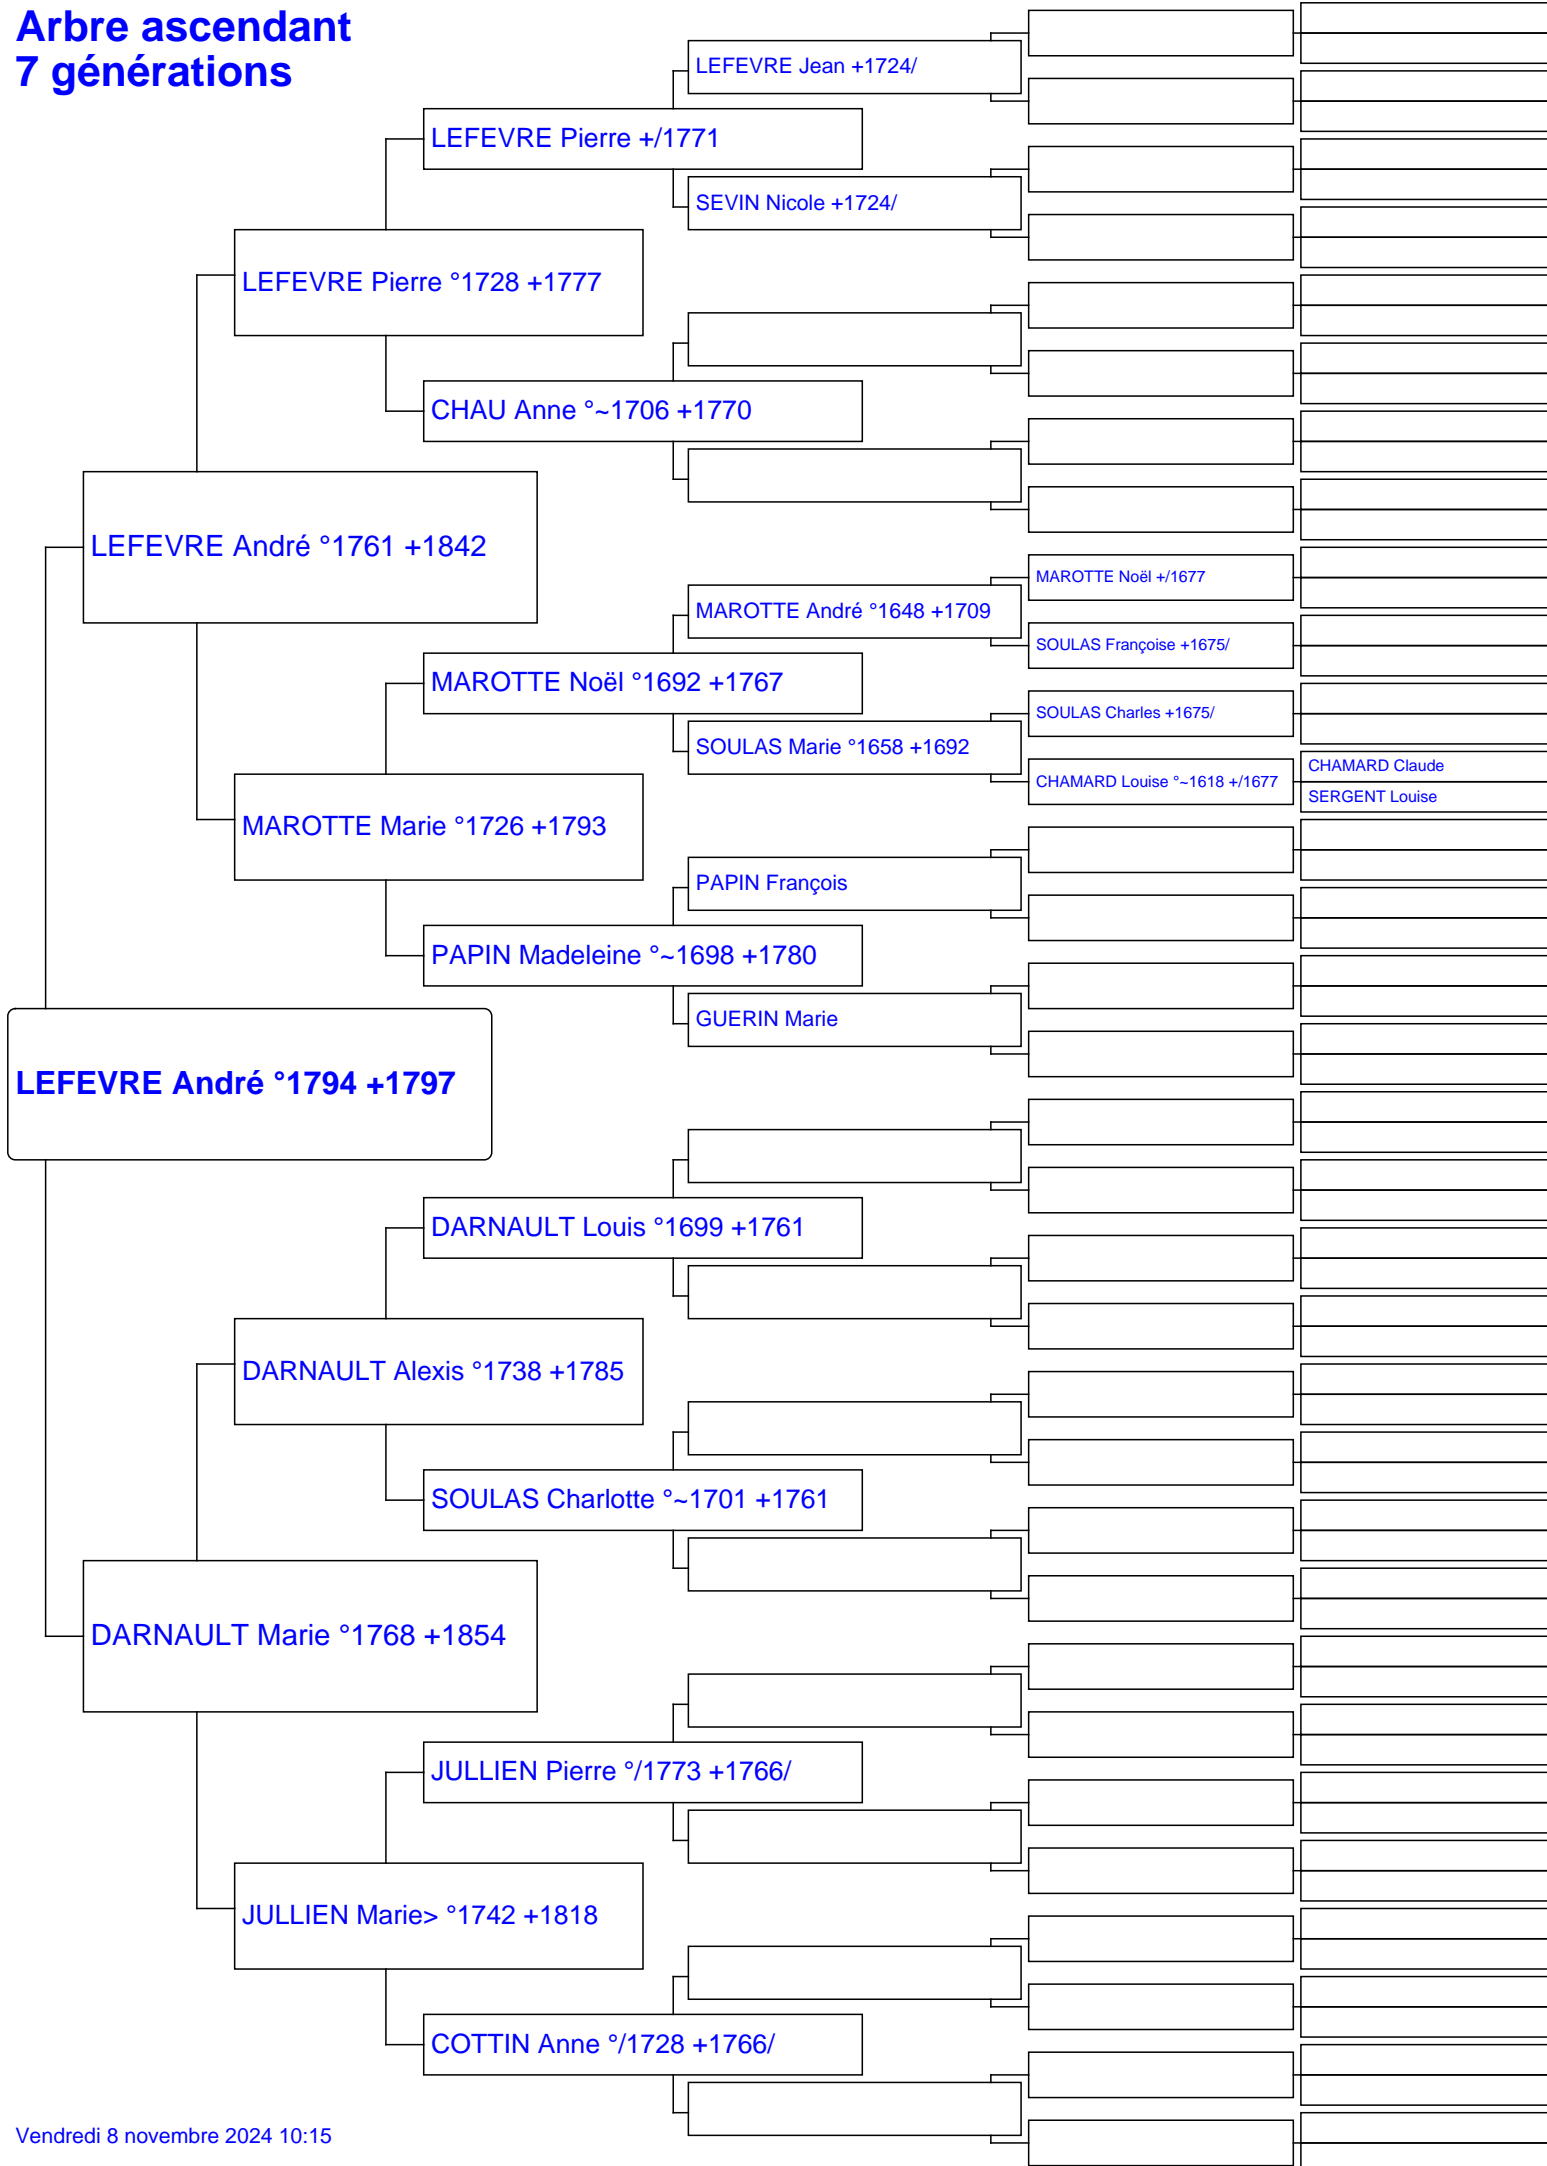 Arbre ascendant
7 générations
LEFEVRE Jean +1724/
LEFEVRE Pierre +/1771
SEVIN Nicole +1724/
LEFEVRE Pierre °1728 +1777
CHAU Anne °~1706 +1770
LEFEVRE André °1761 +1842
MAROTTE Noël +/1677
MAROTTE André °1648 +1709
SOULAS Françoise +1675/
MAROTTE Noël °1692 +1767
SOULAS Charles +1675/
SOULAS Marie °1658 +1692
CHAMARD Claude
CHAMARD Louise °~1618 +/1677
SERGENT Louise
MAROTTE Marie °1726 +1793
PAPIN François
PAPIN Madeleine °~1698 +1780
GUERIN Marie
LEFEVRE André °1794 +1797
DARNAULT Louis °1699 +1761
DARNAULT Alexis °1738 +1785
SOULAS Charlotte °~1701 +1761
DARNAULT Marie °1768 +1854
JULLIEN Pierre °/1773 +1766/
JULLIEN Marie> °1742 +1818
COTTIN Anne °/1728 +1766/
Vendredi 8 novembre 2024 10:15